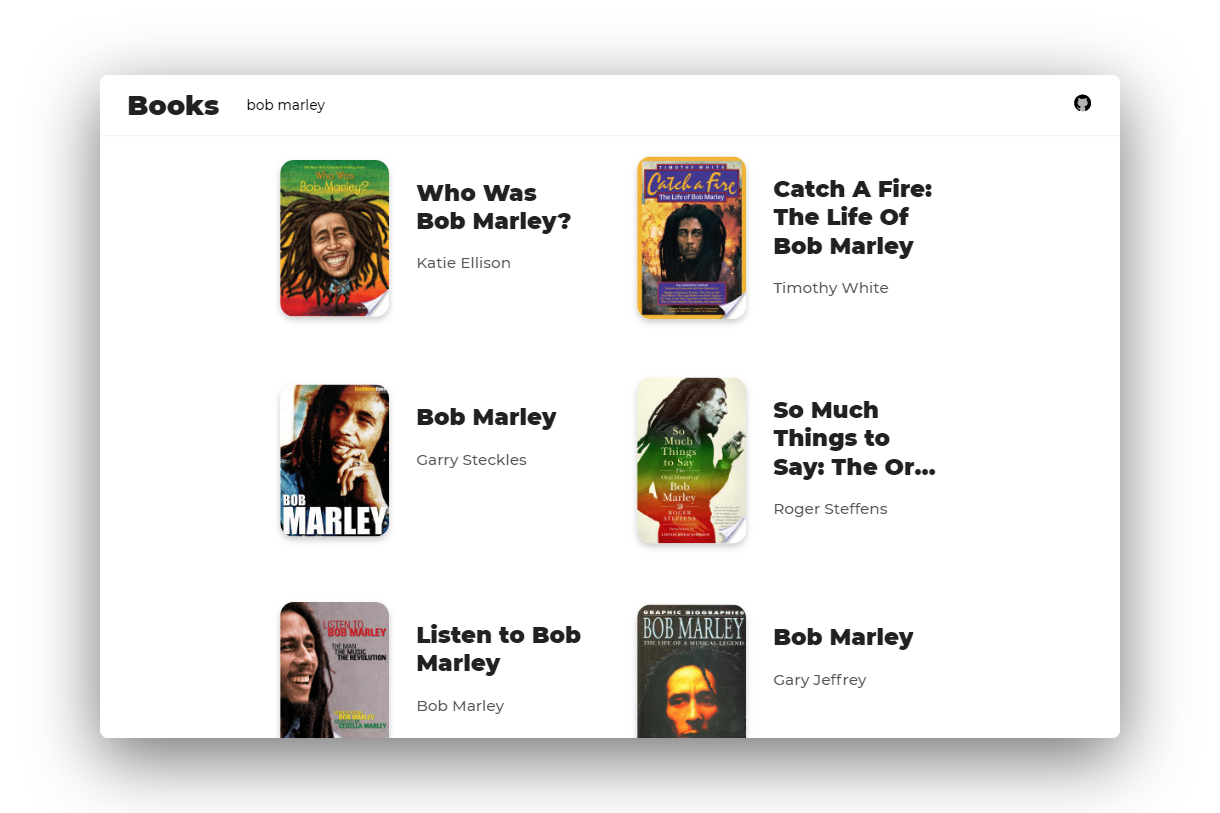 Books
bob marley
Who Was
Bob Marley?
Who Was
Bob Marley?
Katie Ellison
TIMOTHY WHITE
Catch a Fire
The Life of Bob Marley
Catch A Fire:
The Life Of
Bob Marley
Timothy White
BOB
MARLEY
Bob Marley
Garry Steckles
So
Much
Things
to Say
The
Oral History of
Bob
Marley
ROGER
STEFFENS
So Much
Things to
Say: The Or...
Roger Steffens
LISTEN TO
BOB MARLEY
THE MAN
THE MUSIC
THE REVOLUTION
BOB MARLEY
CEDELLA MARLEY
Listen to Bob
Marley
Bob Marley
GRAPHIC BIOGRAPHIES
BOB MARLEY
THE LIFE OF A MUSICAL LEGEND
Bob Marley
Gary Jeffrey